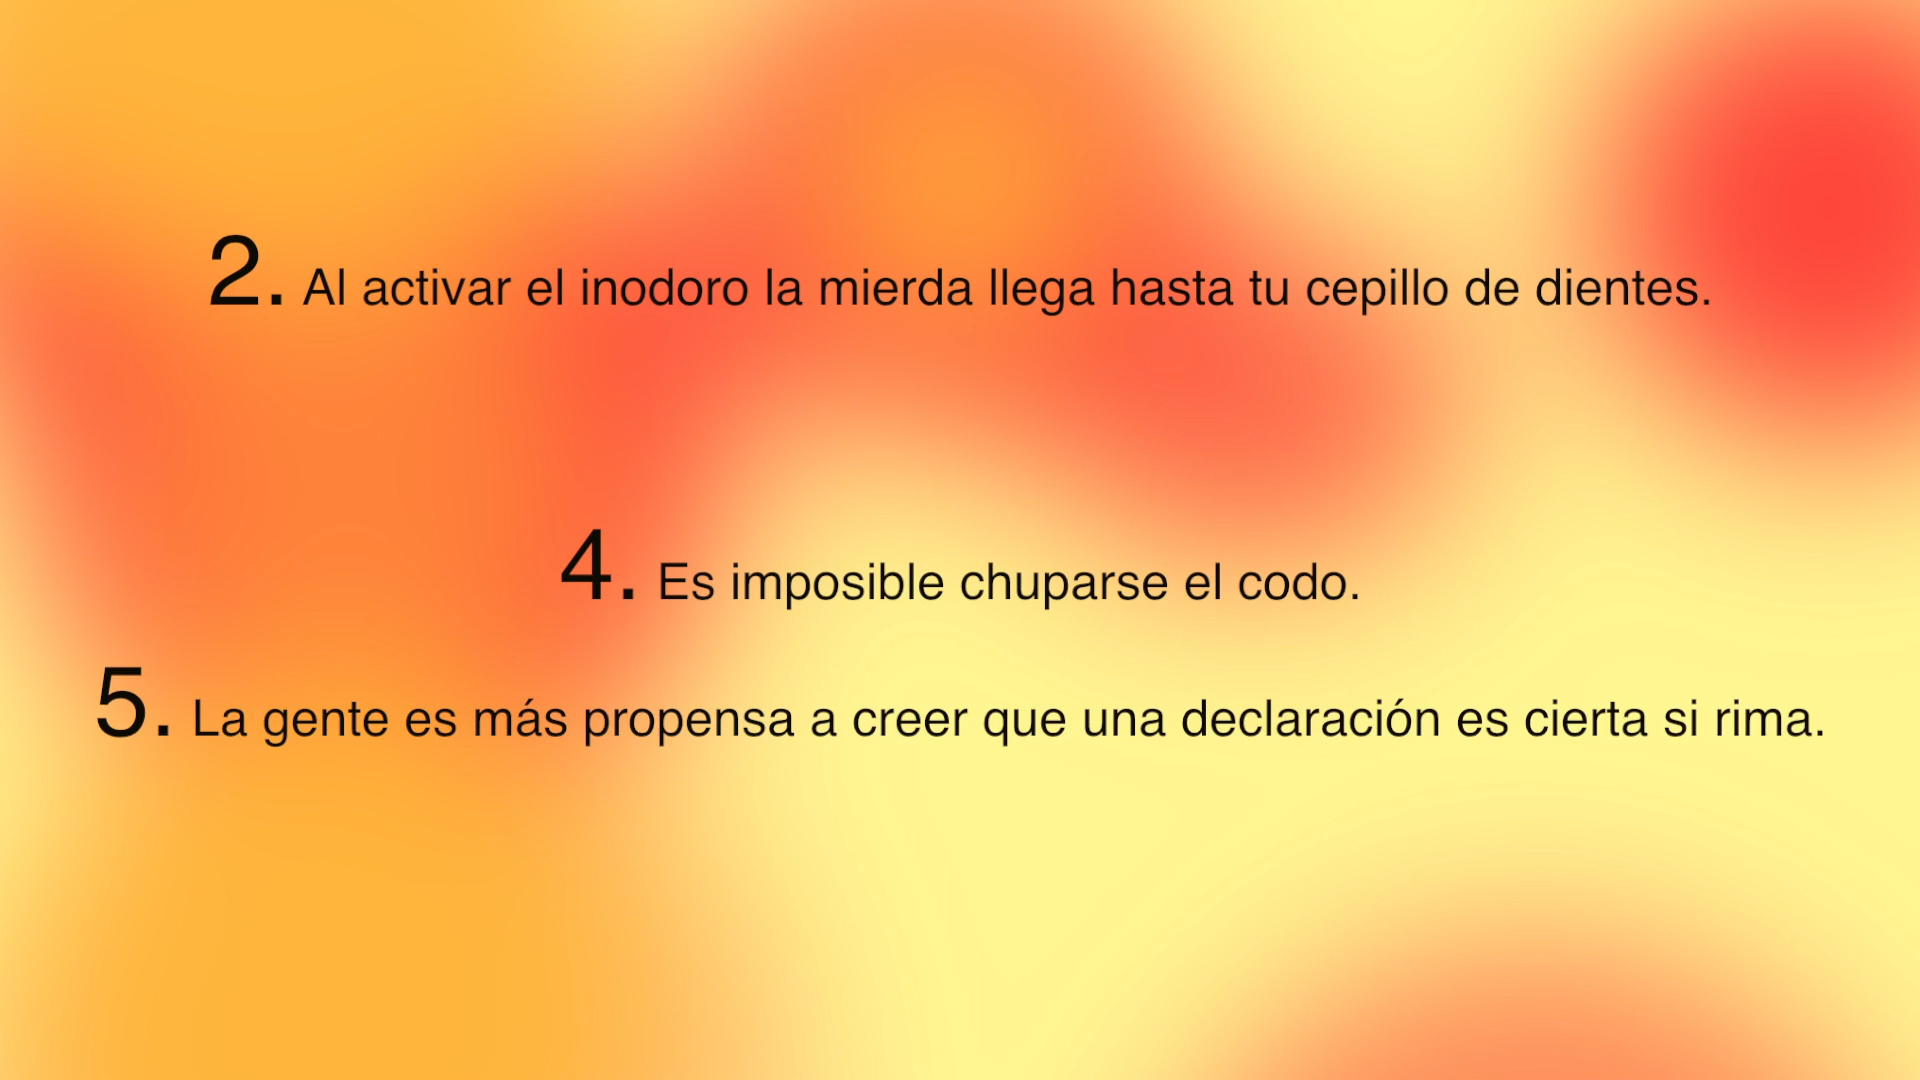 2. Al activar el inodoro la mierda llega hasta tu cepillo de dientes.
4. Es imposible chuparse el codo.
5. La gente es más propensa a creer que una declaración es cierta si rima.